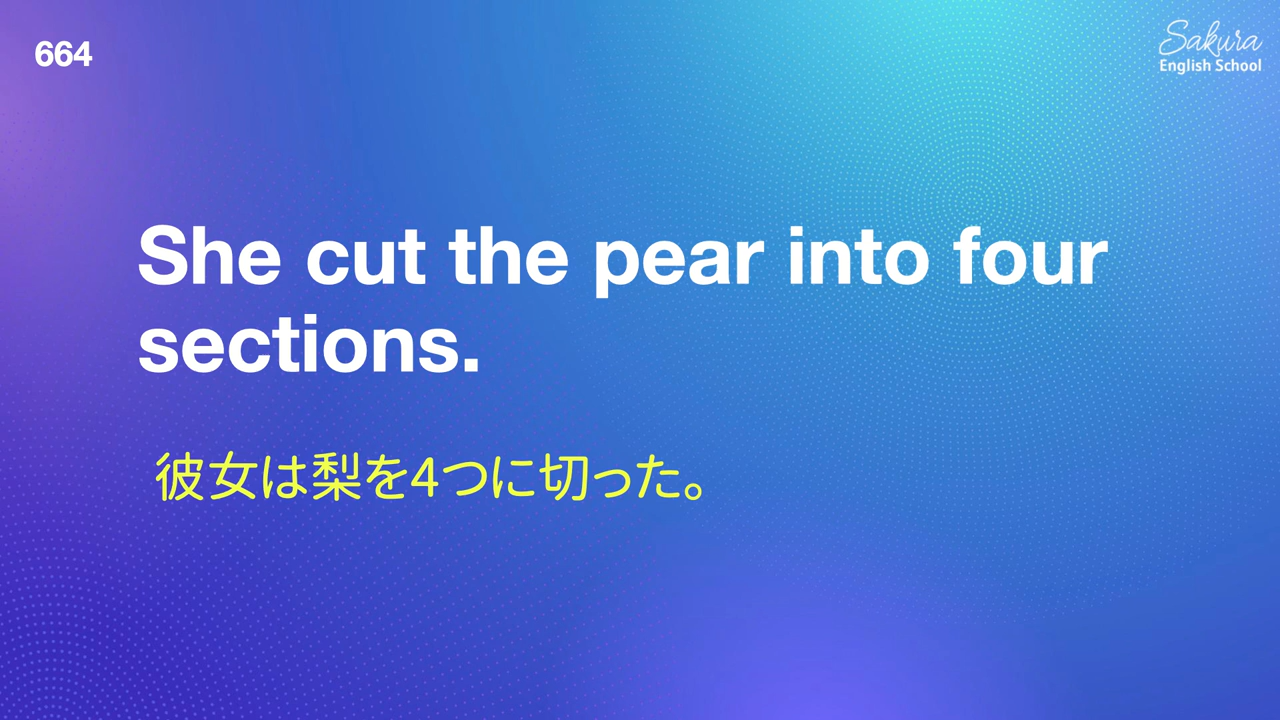 664
Sakura
English School
She cut the pear into four
sections.
彼女は梨を4つに切った。